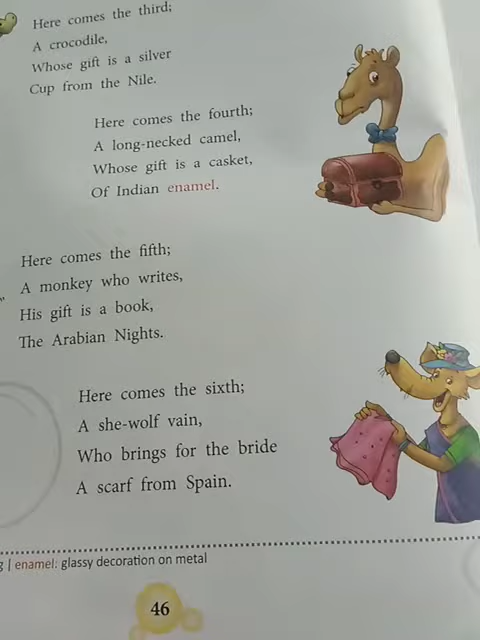 Here comes the third;
A crocodile,
Whose gift is a silver
Cup from the Nile.
Here comes the fourth;
A long-necked camel,
Whose gift is a casket,
Of Indian enamel.
Here comes the fifth;
A monkey who writes,
His gift is a book,
The Arabian Nights.
Here comes the sixth;
A she-wolf vain,
Who brings for the bride
A scarf from Spain.
| enamel: glassy decoration on metal
46